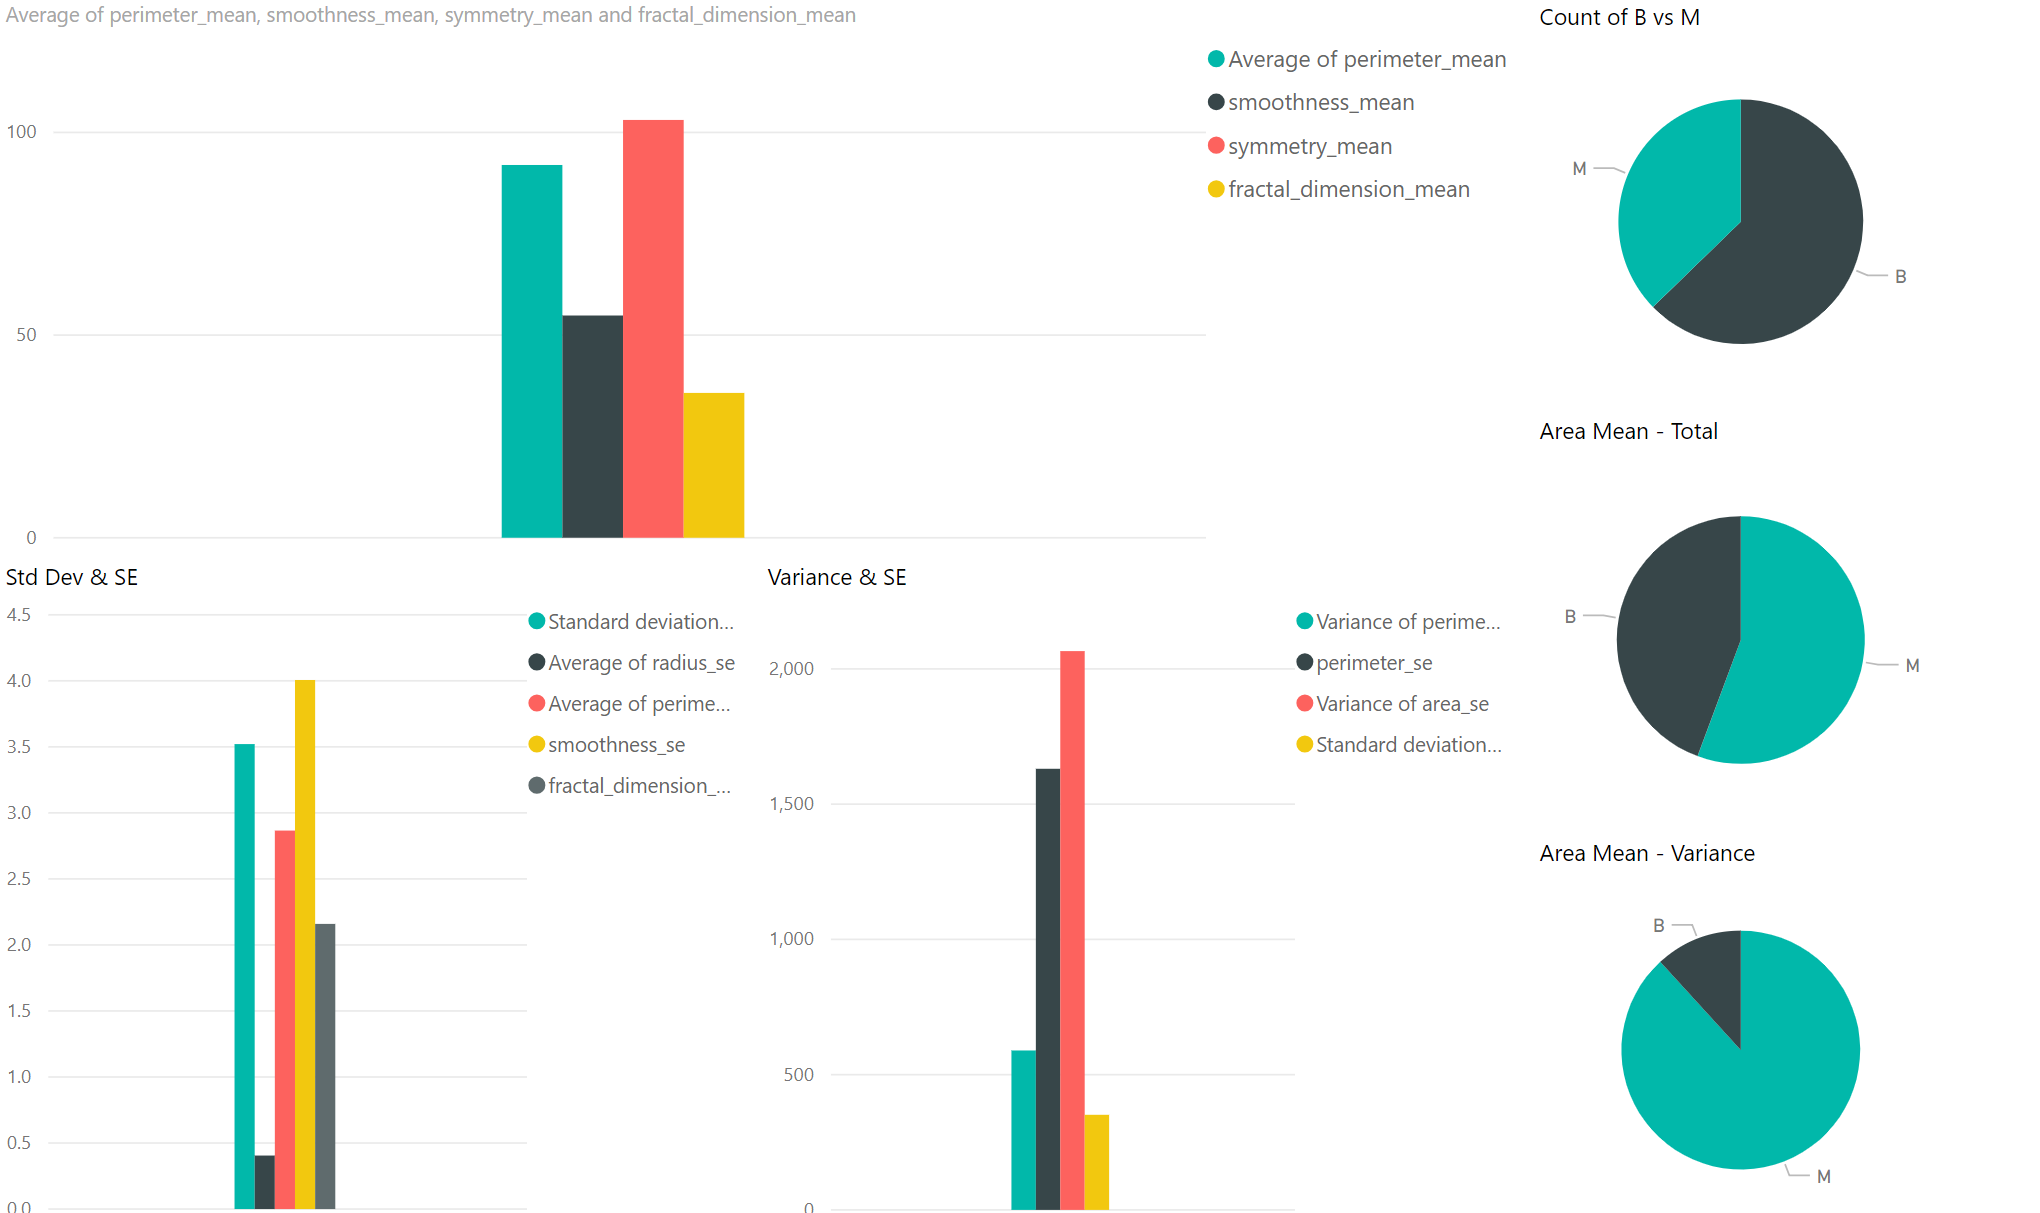 Average of perimeter_mean, smoothness_mean, symmetry_mean and fractal_dimension_mean
100
50
0
Average of perimeter_mean
smoothness_mean
symmetry_mean
fractal_dimension_mean
Count of B vs M
M
B
Area Mean - Total
B
M
Area Mean - Variance
B
M
Std Dev & SE
4.5
4.0
3.5
3.0
2.5
2.0
1.5
1.0
0.5
0.0
Standard deviation...
Average of radius_se
Average of perime...
smoothness_se
fractal_dimension_...
Variance & SE
2,000
1,500
1,000
500
0
Variance of perime...
perimeter_se
Variance of area_se
Standard deviation...